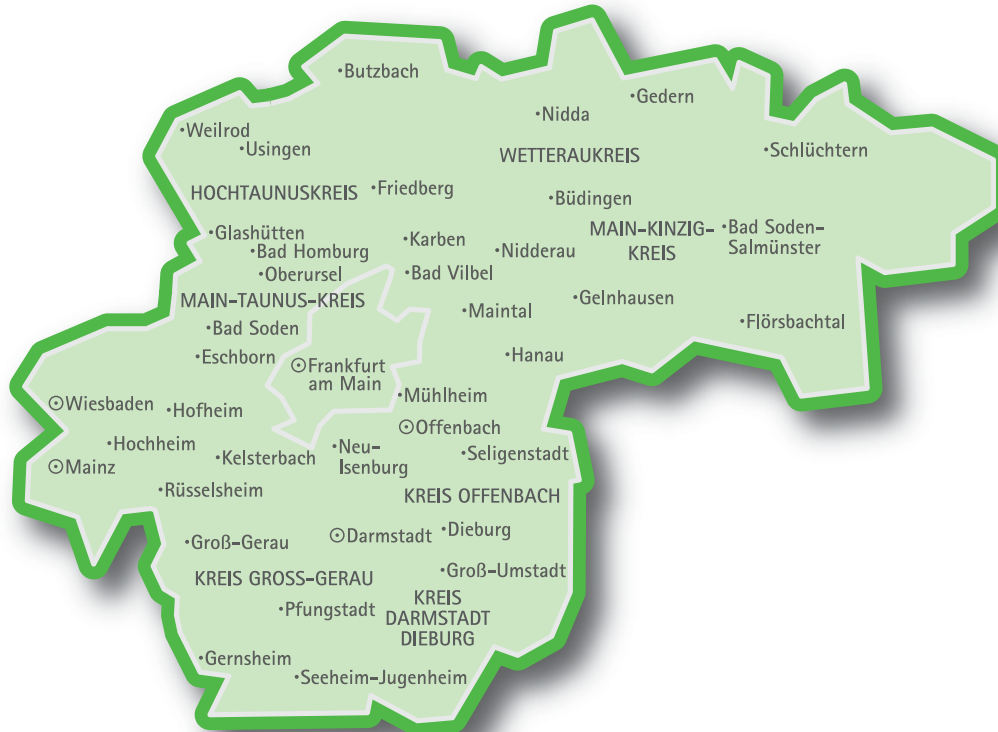 Butzbach
Gedern
Nidda
Weilrod
Usingen
WETTERAUKREIS
Schlüchtern
HOCHTAUNUSKREIS
Friedberg
Büdingen
Glashütten
Karben
MAIN-KINZIG-
KREIS
Bad Soden-
Salmünster
Bad Homburg
Nidderau
Oberursel
Bad Vilbel
MAIN-TAUNUS-KREIS
Gelnhausen
Maintal
Bad Soden
Flörsbachtal
Eschborn
Hanau
Frankfurt
am Main
Mühlheim
Wiesbaden
Hofheim
Offenbach
Hochheim
Neu-
Isenburg
Seligenstadt
Kelsterbach
Mainz
Rüsselsheim
KREIS OFFENBACH
Dieburg
Darmstadt
Groß-Gerau
Groß-Umstadt
KREIS GROSS-GERAU
KREIS
DARMSTADT
DIEBURG
Pfungstadt
Gernsheim
Seeheim-Jugenheim